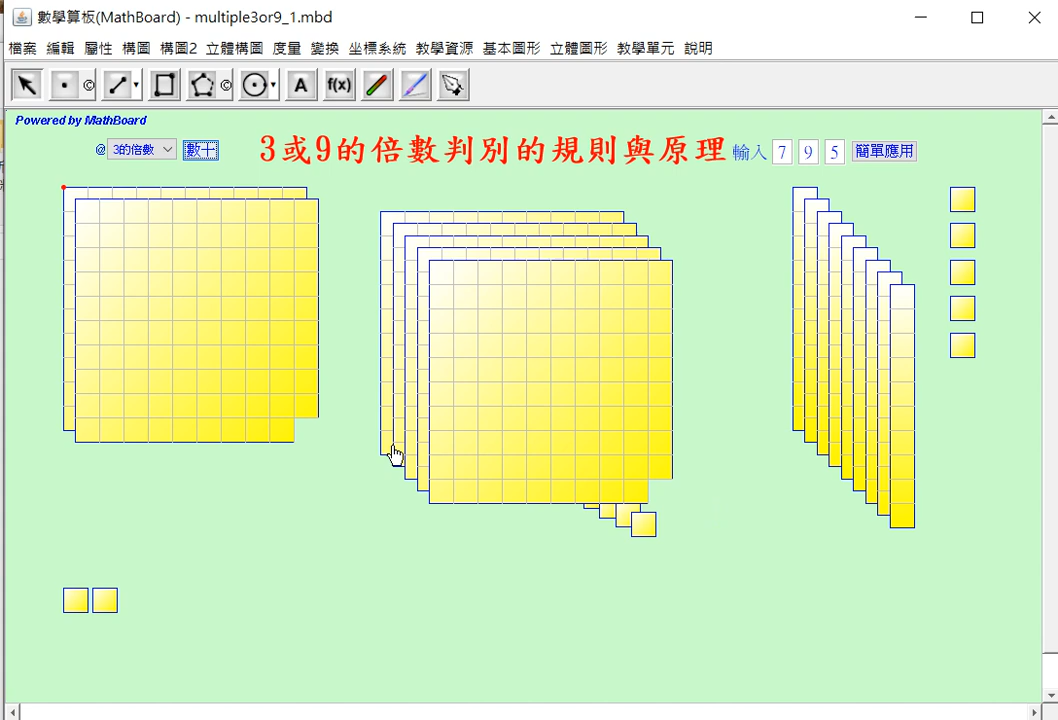 數學算板(MathBoard) - multiple3or9_1.mbd
檔案 編輯 屬性 構圖 構圖2 立體構圖 度量 變換 坐標系統 教學資源 基本圖形 立體圖形 教學單元 說明
© © A f(x)
Powered by MathBoard
@ 3的倍數 數十 3或9的倍數判別的規則與原理 輸入 7 9 5 簡單應用